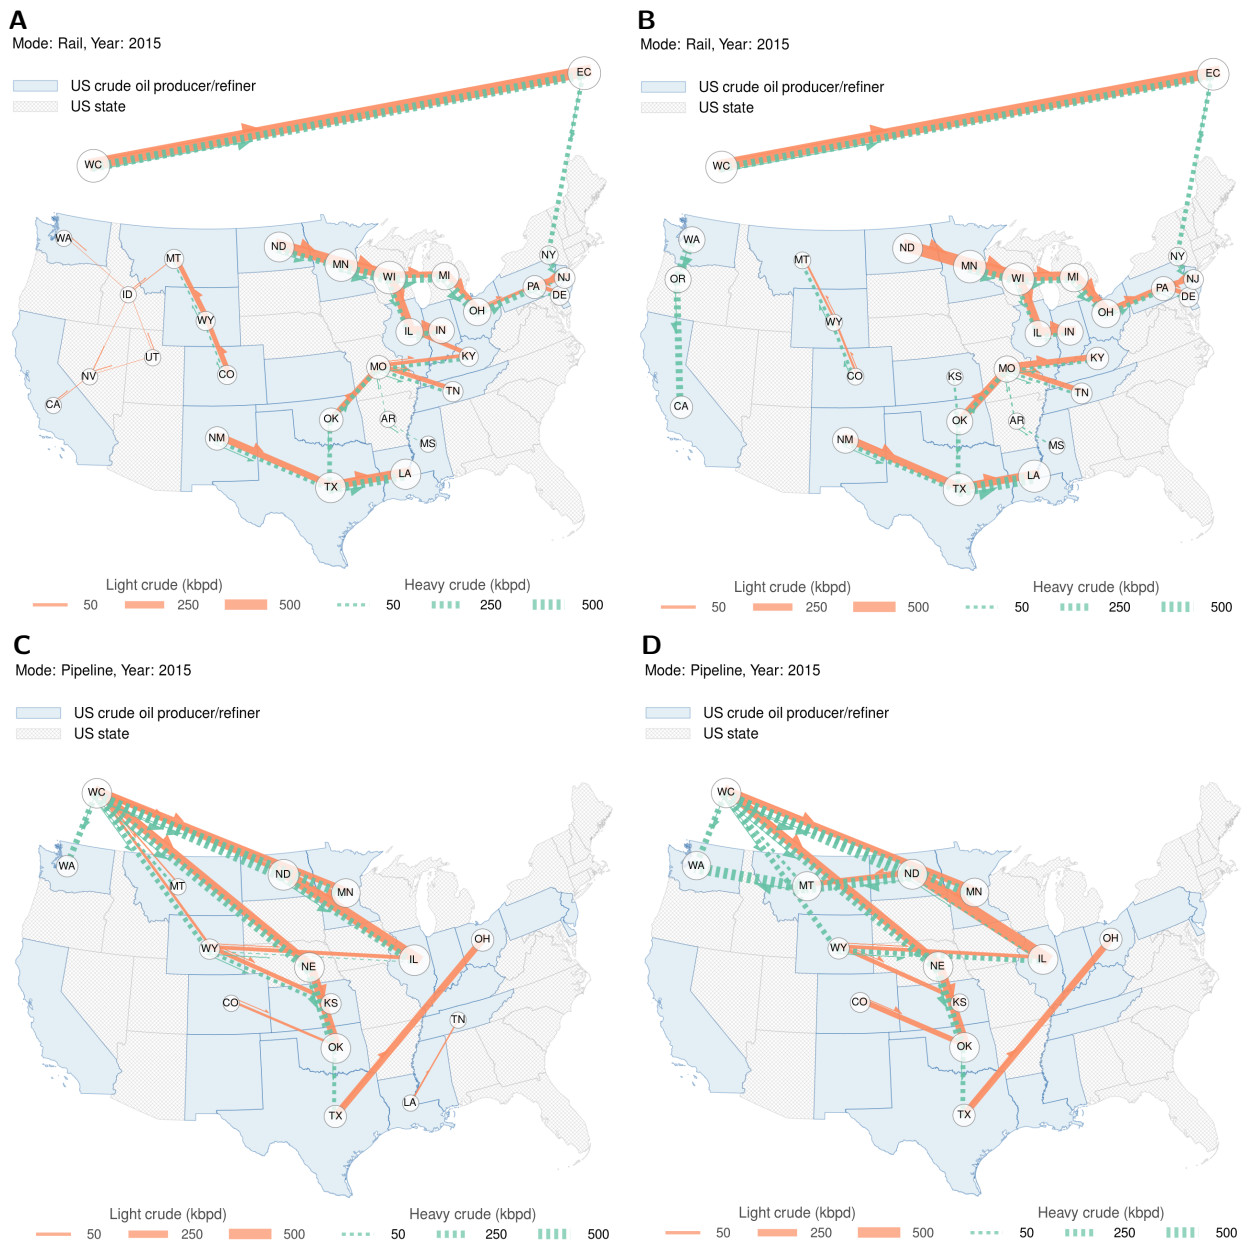 A
Mode: Rail, Year: 2015
US crude oil producer/refiner
US state
EC
WC
WA
MT
ND
MN
WI
MI
NY
NJ
PA
DE
ID
WY
OH
IL
IN
UT
NV
CO
MO
KY
TN
CA
OK
AR
MS
NM
TX
LA
Light crude (kbpd)
50 250 500
Heavy crude (kbpd)
50 250 500
B
Mode: Rail, Year: 2015
US crude oil producer/refiner
US state
EC
WC
WA
OR
MT
ND
MN
WI
MI
NY
NJ
PA
DE
WY
OH
IL
IN
CO
KS
MO
KY
TN
CA
OK
AR
MS
NM
TX
LA
Light crude (kbpd)
50 250 500
Heavy crude (kbpd)
50 250 500
C
Mode: Pipeline, Year: 2015
US crude oil producer/refiner
US state
WC
WA
MT
ND
MN
WY
OH
NE
IL
CO
KS
TN
OK
LA
TX
Light crude (kbpd)
50 250 500
Heavy crude (kbpd)
50 250 500
D
Mode: Pipeline, Year: 2015
US crude oil producer/refiner
US state
WC
WA
MT
ND
MN
WY
OH
NE
IL
CO
KS
OK
TX
Light crude (kbpd)
50 250 500
Heavy crude (kbpd)
50 250 500